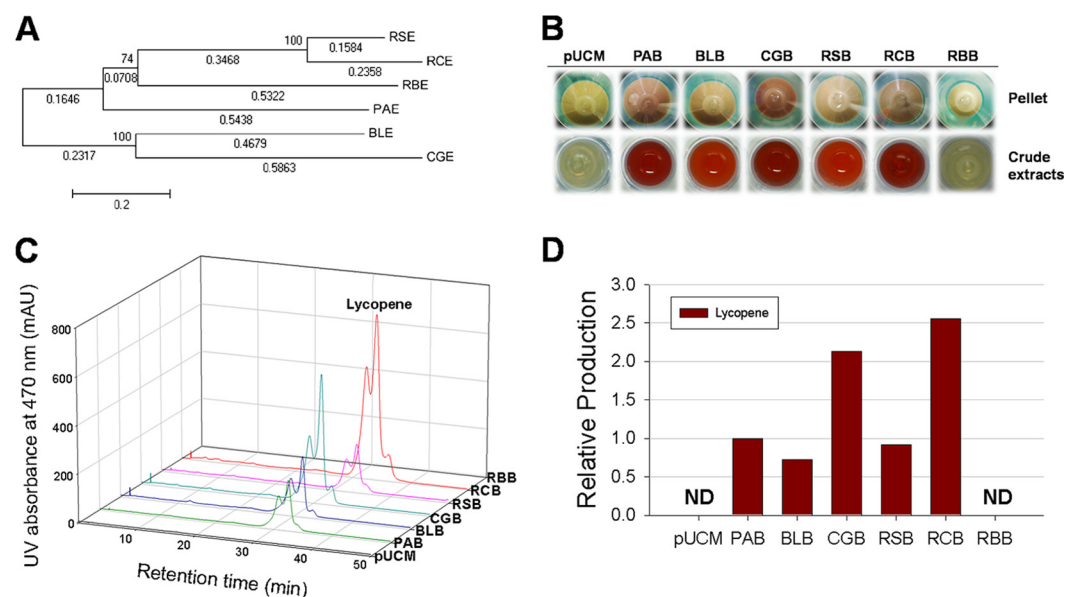 A
100
RSE
0.1584
74
0.3468
RCE
0.2358
0.0708
RBE
0.1646
0.5322
PAE
0.5438
100
BLE
0.4679
0.2317
CGE
0.5863
0.2
B
pUCM PAB BLB CGB RSB RCB RBB
Pellet
Crude
extracts
C
Lycopene
UV absorbance at 470 nm (mAU)
800
600
400
200
0
10
20
30
40
50
Retention time (min)
RBB
RCB
RSB
CGB
BLB
PAB
pUCM
D
Relative Production
3.0
2.5
2.0
1.5
1.0
0.5
0.0
Lycopene
ND
ND
pUCM PAB BLB CGB RSB RCB RBB